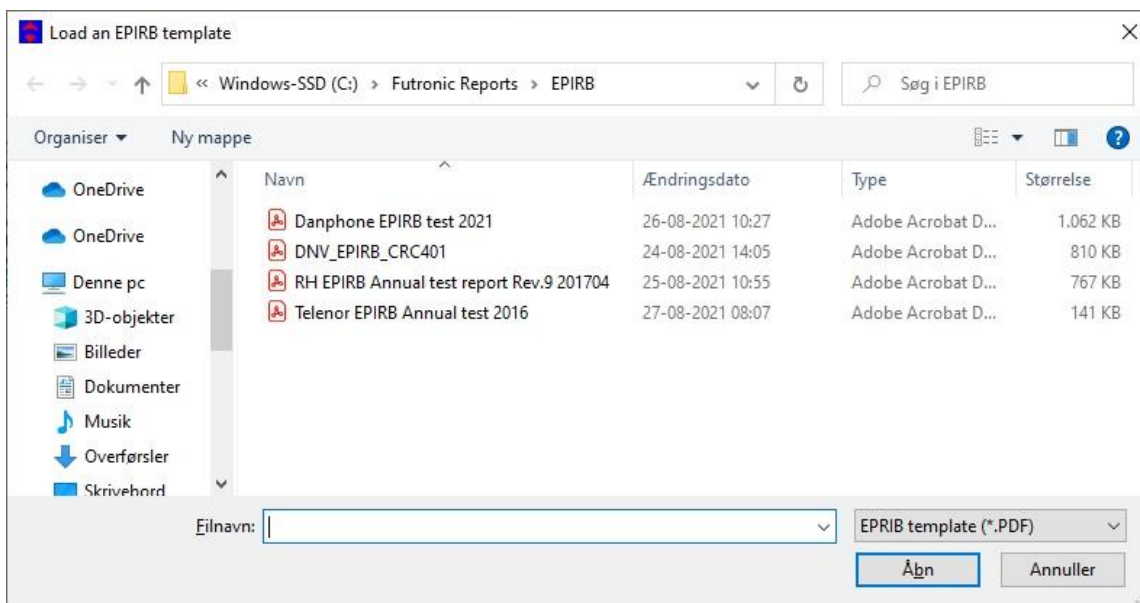 Load an EPIRB template
« Windows-SSD (C:) › Futronic Reports › EPIRB
Søg i EPIRB
Organiser
Ny mappe
OneDrive
OneDrive
Denne pc
3D-objekter
Billeder
Dokumenter
Musik
Overførsler
Skrivebord
Navn Ændringsdato Type Størrelse
Danphone EPIRB test 2021 26-08-2021 10:27 Adobe Acrobat D... 1.062 KB
DNV_EPIRB_CRC401 24-08-2021 14:05 Adobe Acrobat D... 810 KB
RH EPIRB Annual test report Rev.9 201704 25-08-2021 10:55 Adobe Acrobat D... 767 KB
Telenor EPIRB Annual test 2016 27-08-2021 08:07 Adobe Acrobat D... 141 KB
Filnavn:
EPRIB template (*.PDF)
Åbn
Annuller